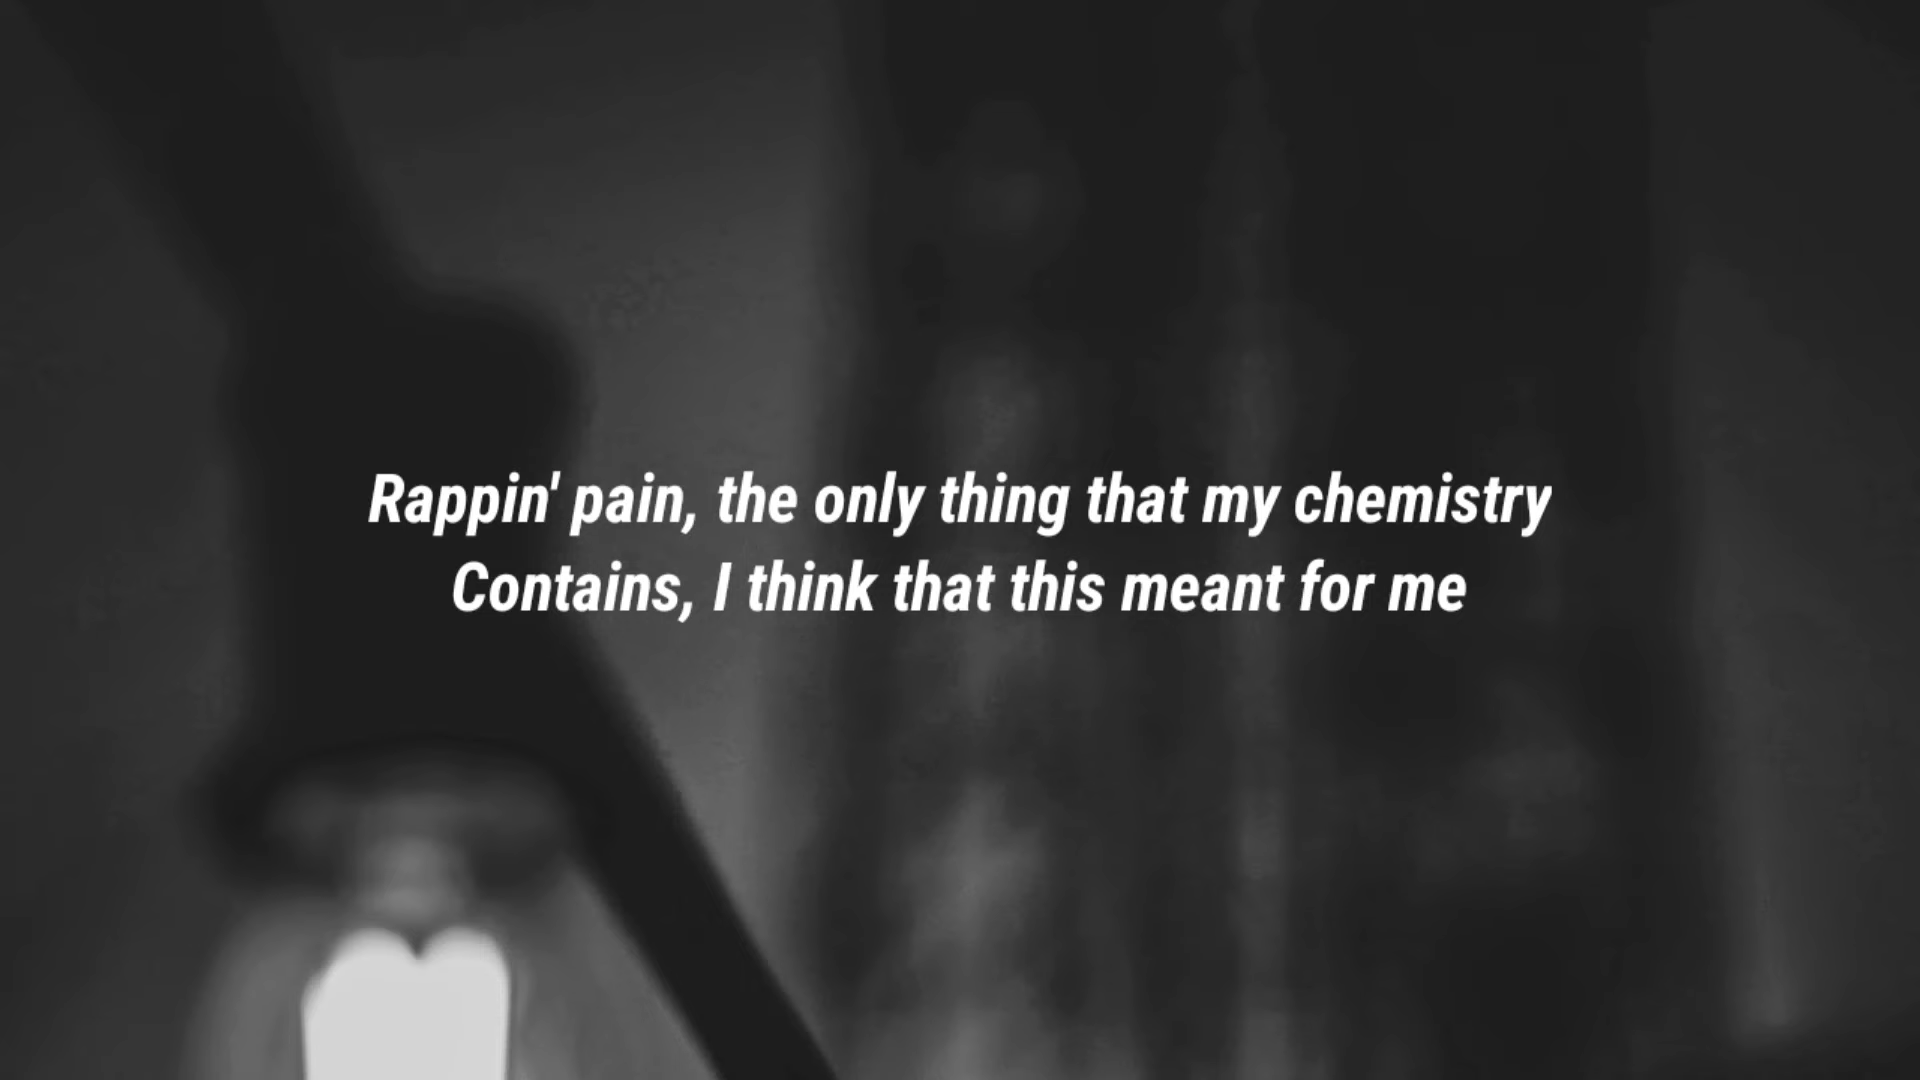 Rappin' pain, the only thing that my chemistry
Contains, I think that this meant for me